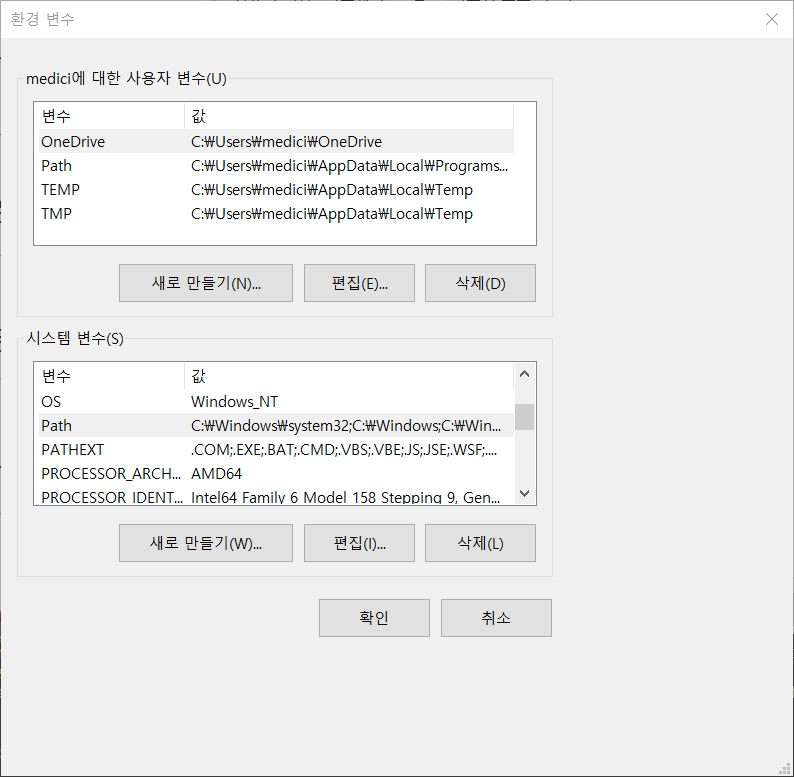 환경 변수
medici에 대한 사용자 변수(U)
변수 값
OneDrive C:₩Users₩medici₩OneDrive
Path C:₩Users₩medici₩AppData₩Local₩Programs...
TEMP C:₩Users₩medici₩AppData₩Local₩Temp
TMP C:₩Users₩medici₩AppData₩Local₩Temp
새로 만들기(N)... 편집(E)... 삭제(D)
시스템 변수(S)
변수 값
OS Windows_NT
Path C:₩Windows₩system32;C:₩Windows;C:₩Win...
PATHEXT .COM;.EXE;.BAT;.CMD;.VBS;.VBE;.JS;.JSE;.WSF;....
PROCESSOR_ARCH... AMD64
PROCESSOR_IDENT... Intel64 Family 6 Model 158 Stepping 9, Gen...
새로 만들기(W)... 편집(I)... 삭제(L)
확인 취소